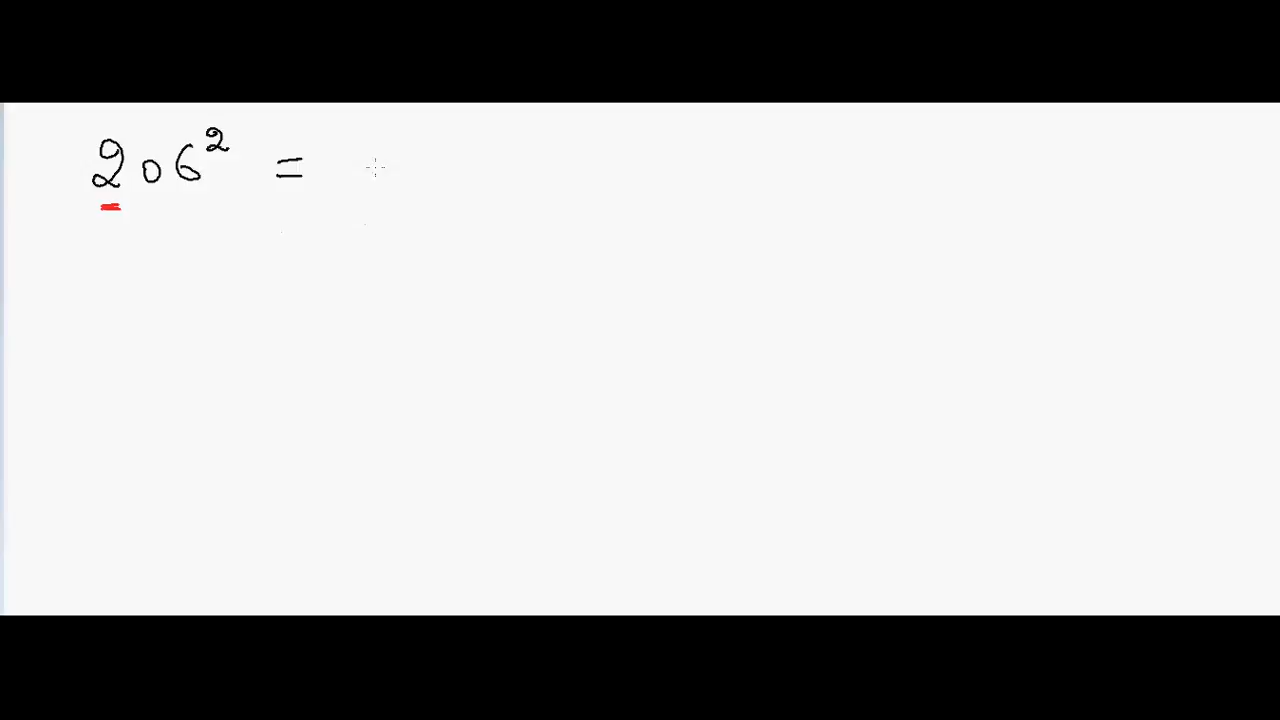 206² =